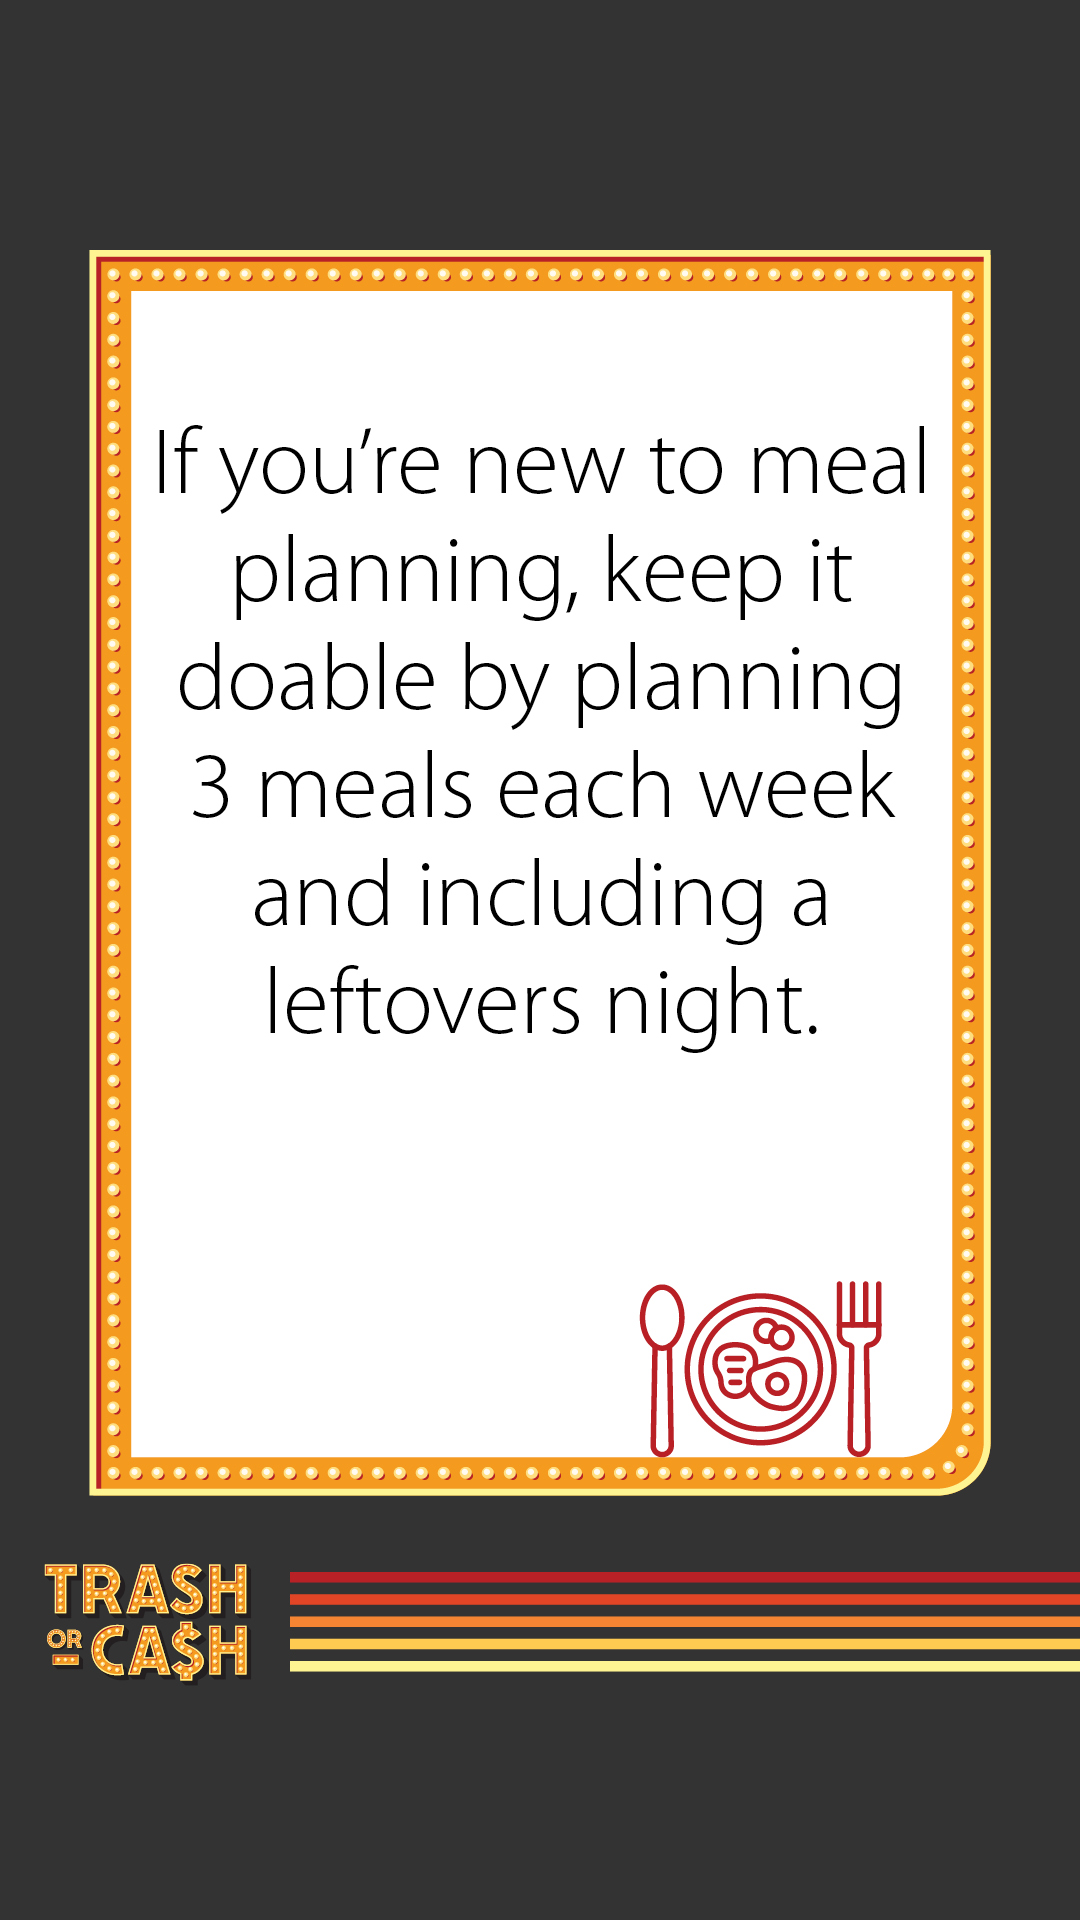 If you’re new to meal
planning, keep it
doable by planning
3 meals each week
and including a
leftovers night.
TRASH
OR CA$H